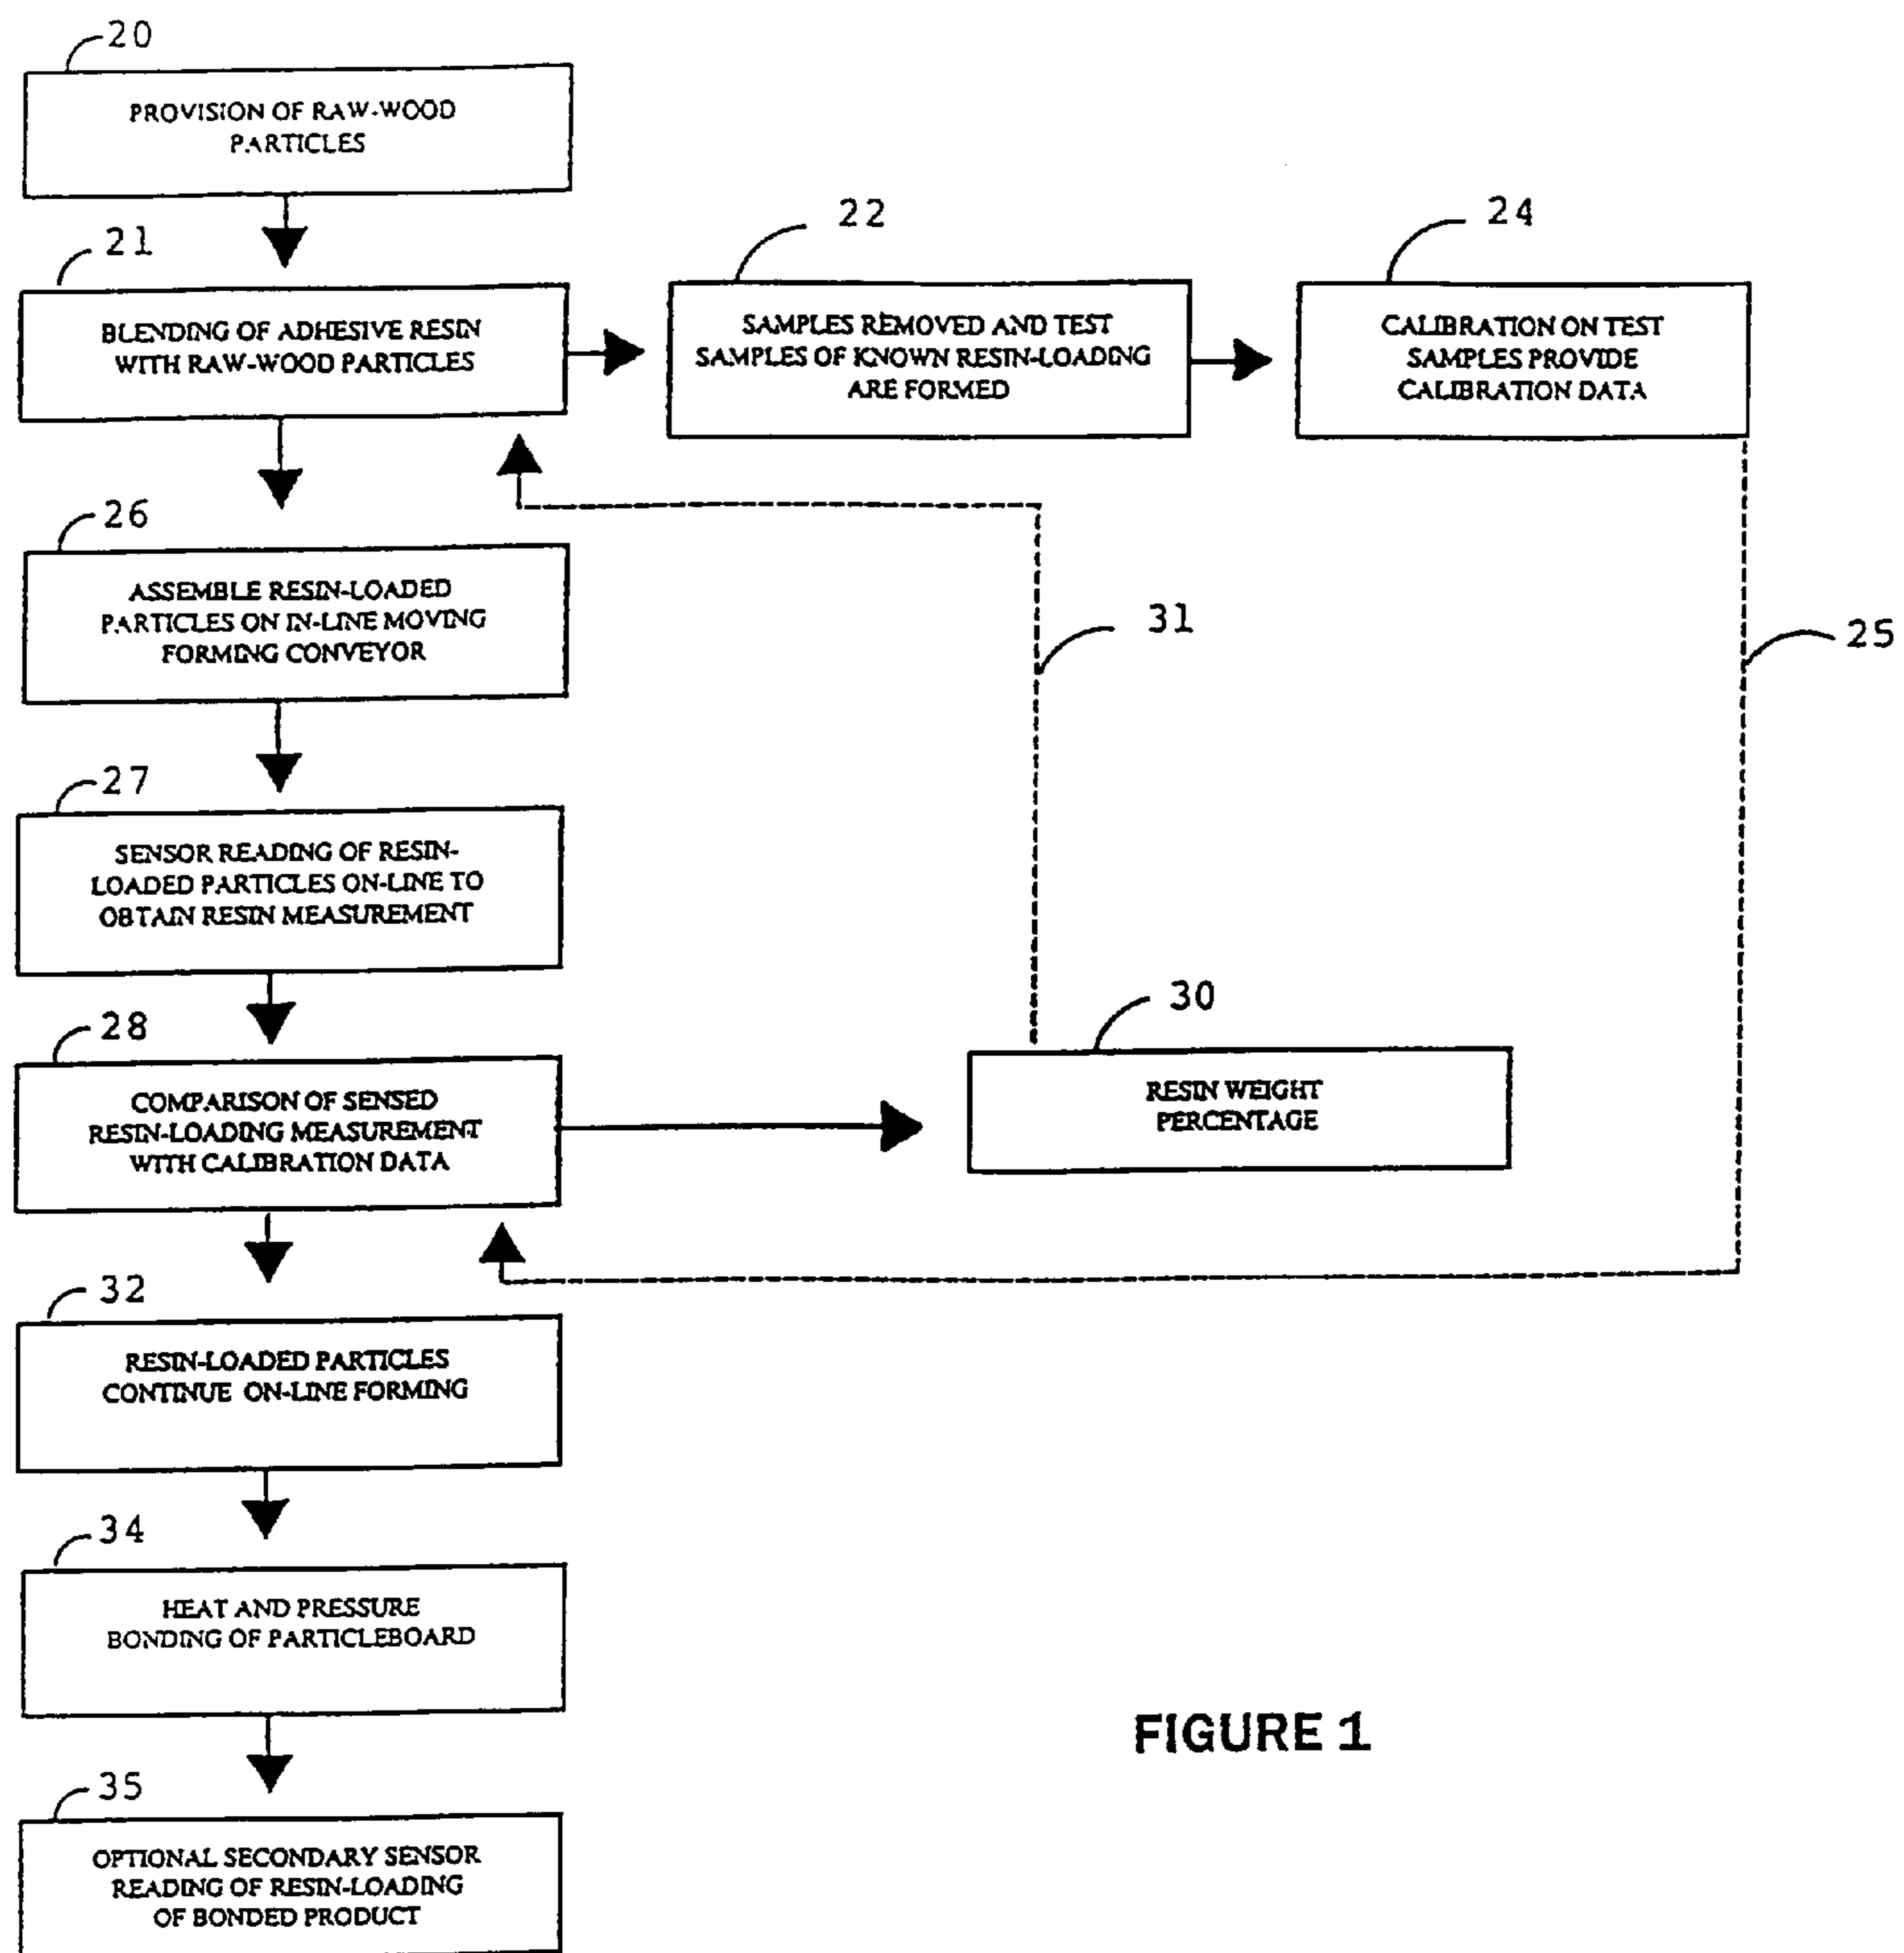 20
PROVISION OF RAW-WOOD
PARTICLES
21
BLENDING OF ADHESIVE RESIN
WITH RAW-WOOD PARTICLES
22
SAMPLES REMOVED AND TEST
SAMPLES OF KNOWN RESIN-LOADING
ARE FORMED
24
CALIBRATION ON TEST
SAMPLES PROVIDE
CALIBRATION DATA
26
ASSEMBLE RESIN-LOADED
PARTICLES ON IN-LINE MOVING
FORMING CONVEYOR
31
25
27
SENSOR READING OF RESIN-
LOADED PARTICLES ON-LINE TO
OBTAIN RESIN MEASUREMENT
28
COMPARISON OF SENSED
RESIN-LOADING MEASUREMENT
WITH CALIBRATION DATA
30
RESIN WEIGHT
PERCENTAGE
32
RESIN-LOADED PARTICLES
CONTINUE ON-LINE FORMING
34
HEAT AND PRESSURE
BONDING OF PARTICLEBOARD
35
OPTIONAL SECONDARY SENSOR
READING OF RESIN-LOADING
OF BONDED PRODUCT
FIGURE 1